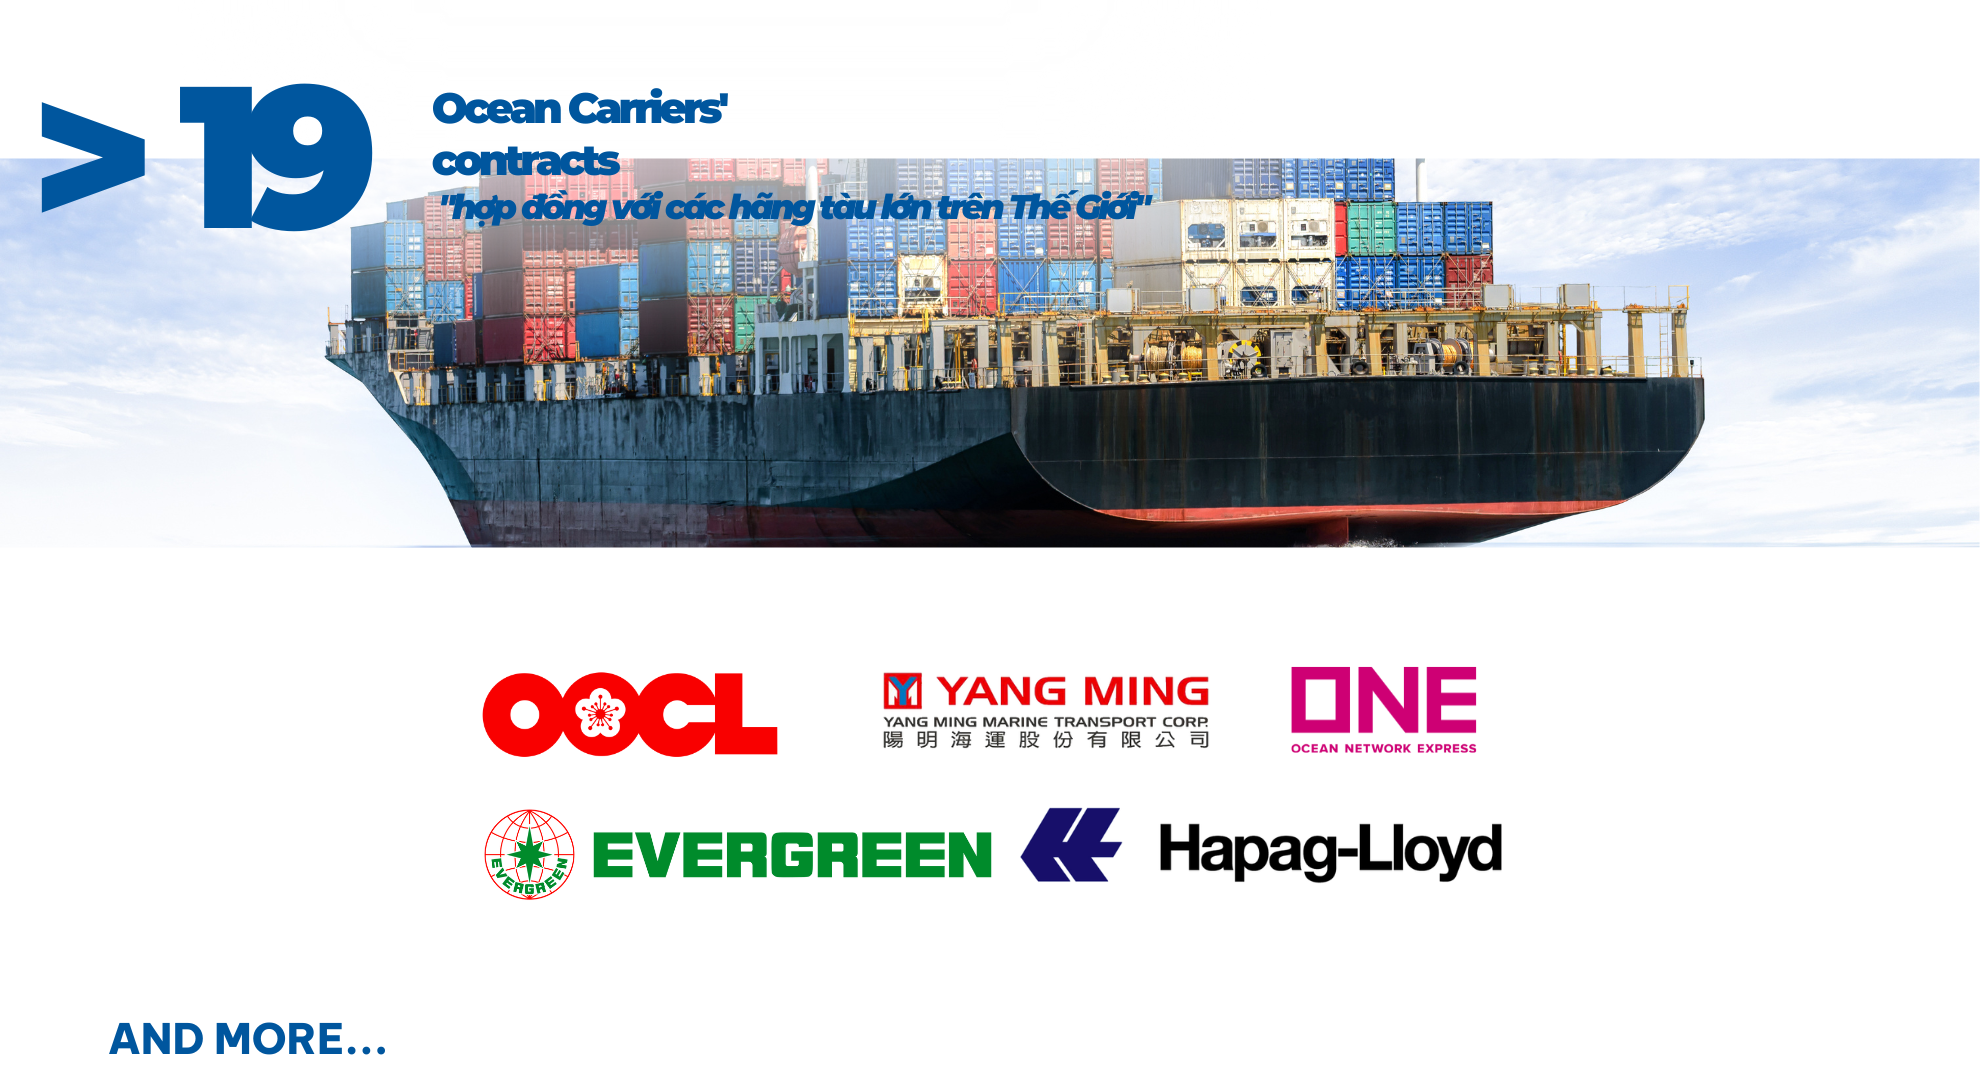 > 19
Ocean Carriers'
contracts
"hợp đồng với các hãng tàu lớn trên Thế Giới"
OOCL
YANG MING
YANG MING MARINE TRANSPORT CORP.
陽明海運股份有限公司
ONE
OCEAN NETWORK EXPRESS
EVERGREEN
EVERGREEN
Hapag-Lloyd
AND MORE...